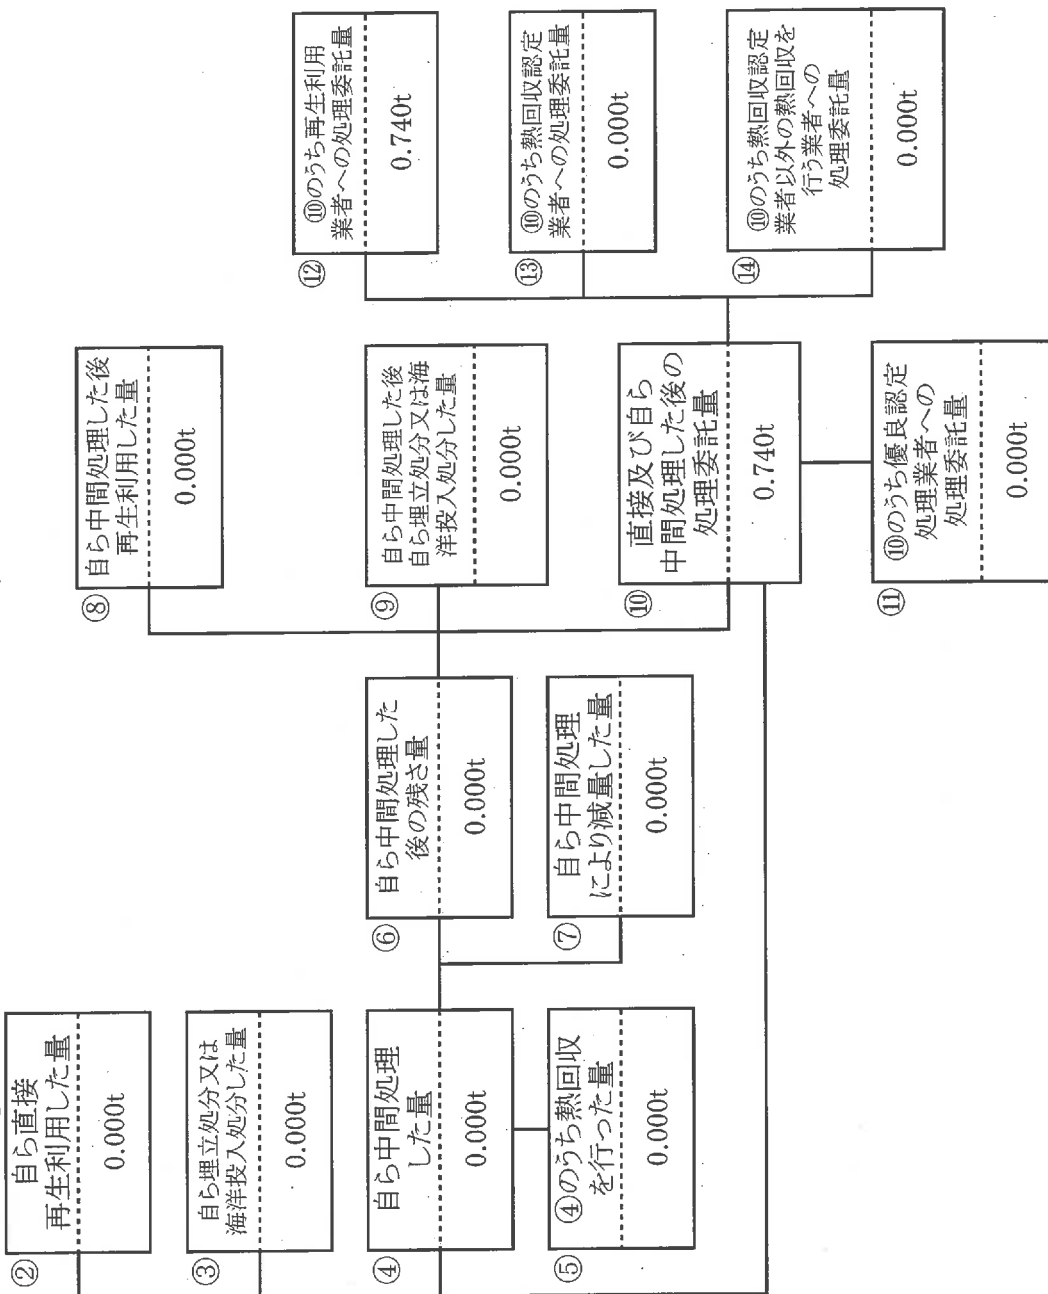 ②
自ら直接
再生利用した量
0.000t
③
自ら埋立処分又は
海洋投入処分した量
0.000t
④
自ら中間処理
した量
0.000t
⑤
④のうち熱回収
を行った量
0.000t
⑥
自ら中間処理した
後の残さ量
0.000t
⑦
自ら中間処理
により減量した量
0.000t
⑧
自ら中間処理した後
再生利用した量
0.000t
⑨
自ら中間処理した後
自ら埋立処分又は海
洋投入処分した量
0.000t
⑩
直接及び自ら
中間処理した後の
処理委託量
0.740t
⑪
⑩のうち優良認定
処理業者への
処理委託量
0.000t
⑫
⑩のうち再生利用
業者への処理委託量
0.740t
⑬
⑩のうち熱回収認定
業者への処理委託量
0.000t
⑭
⑩のうち熱回収認定
業者以外の熱回収を
行う業者への
処理委託量
0.000t